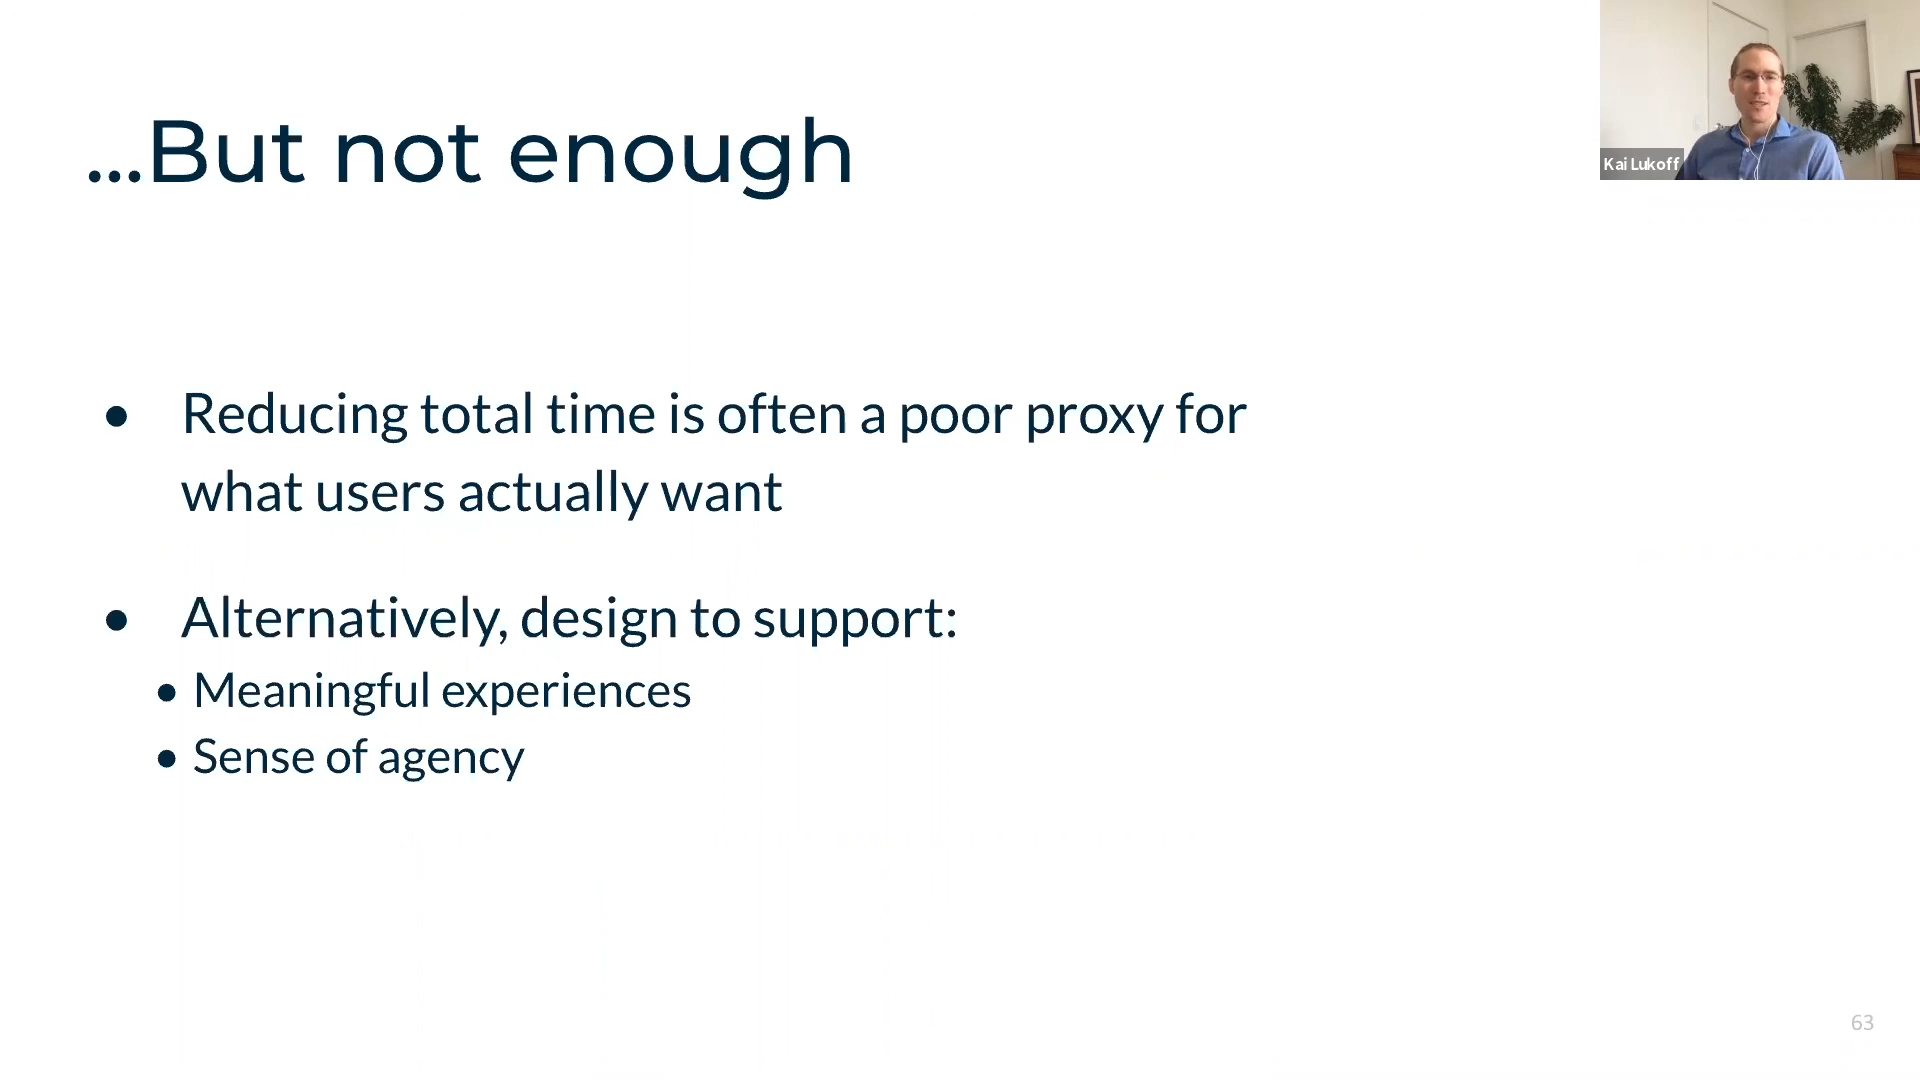 ...But not enough
Kai Lukoff
● Reducing total time is often a poor proxy for
what users actually want
● Alternatively, design to support:
● Meaningful experiences
● Sense of agency
63